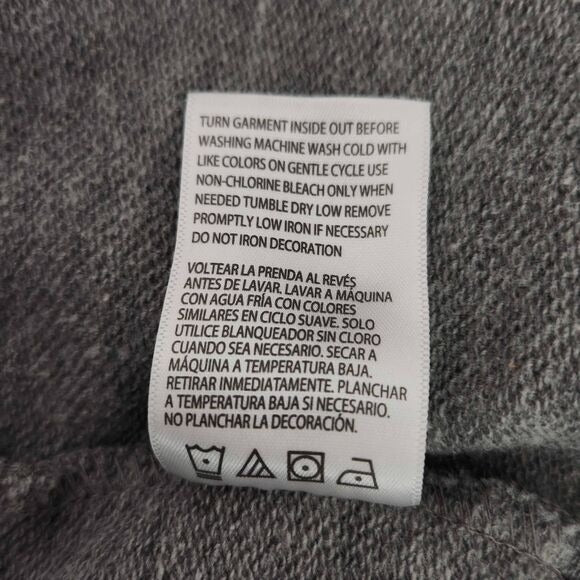 TURN GARMENT INSIDE OUT BEFORE
WASHING MACHINE WASH COLD WITH
LIKE COLORS ON GENTLE CYCLE USE
NON-CHLORINE BLEACH ONLY WHEN
NEEDED TUMBLE DRY LOW REMOVE
PROMPTLY LOW IRON IF NECESSARY
DO NOT IRON DECORATION
VOLTEAR LA PRENDA AL REVÉS
ANTES DE LAVAR. LAVAR A MÁQUINA
CON AGUA FRÍA CON COLORES
SIMILARES EN CICLO SUAVE. SOLO
UTILICE BLANQUEADOR SIN CLORO
CUANDO SEA NECESARIO. SECAR A
MÁQUINA A TEMPERATURA BAJA.
RETIRAR INMEDIATAMENTE. PLANCHAR
A TEMPERATURA BAJA SI NECESARIO.
NO PLANCHAR LA DECORACIÓN.